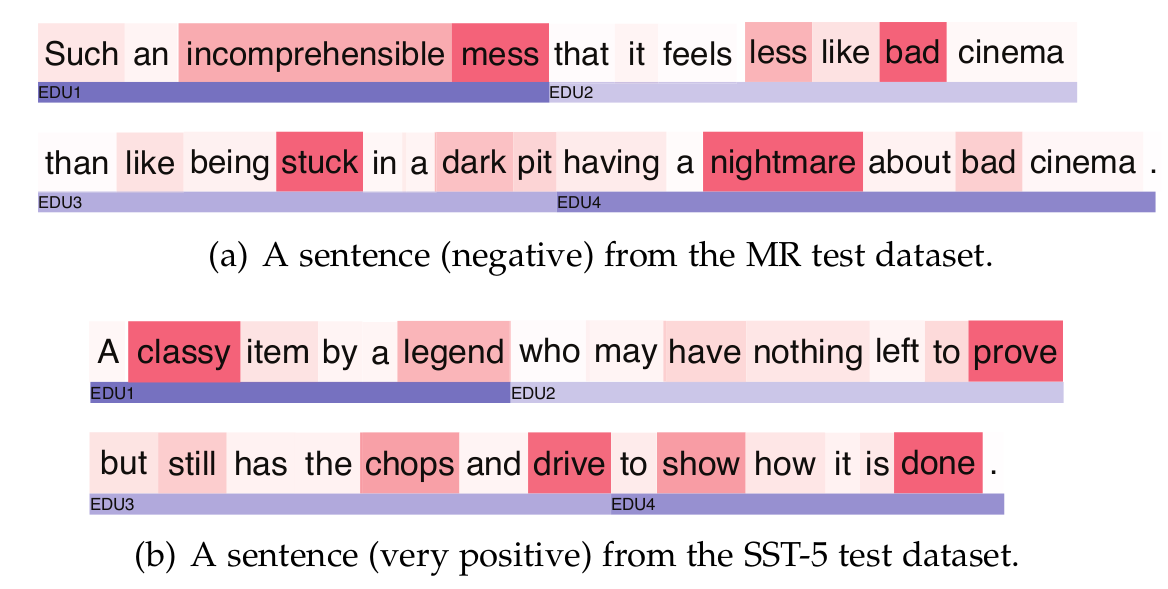 Such an incomprehensible mess that it feels less like bad cinema
EDU1 EDU2
than like being stuck in a dark pit having a nightmare about bad cinema .
EDU3 EDU4
(a) A sentence (negative) from the MR test dataset.
A classy item by a legend who may have nothing left to prove
EDU1 EDU2
but still has the chops and drive to show how it is done .
EDU3 EDU4
(b) A sentence (very positive) from the SST-5 test dataset.